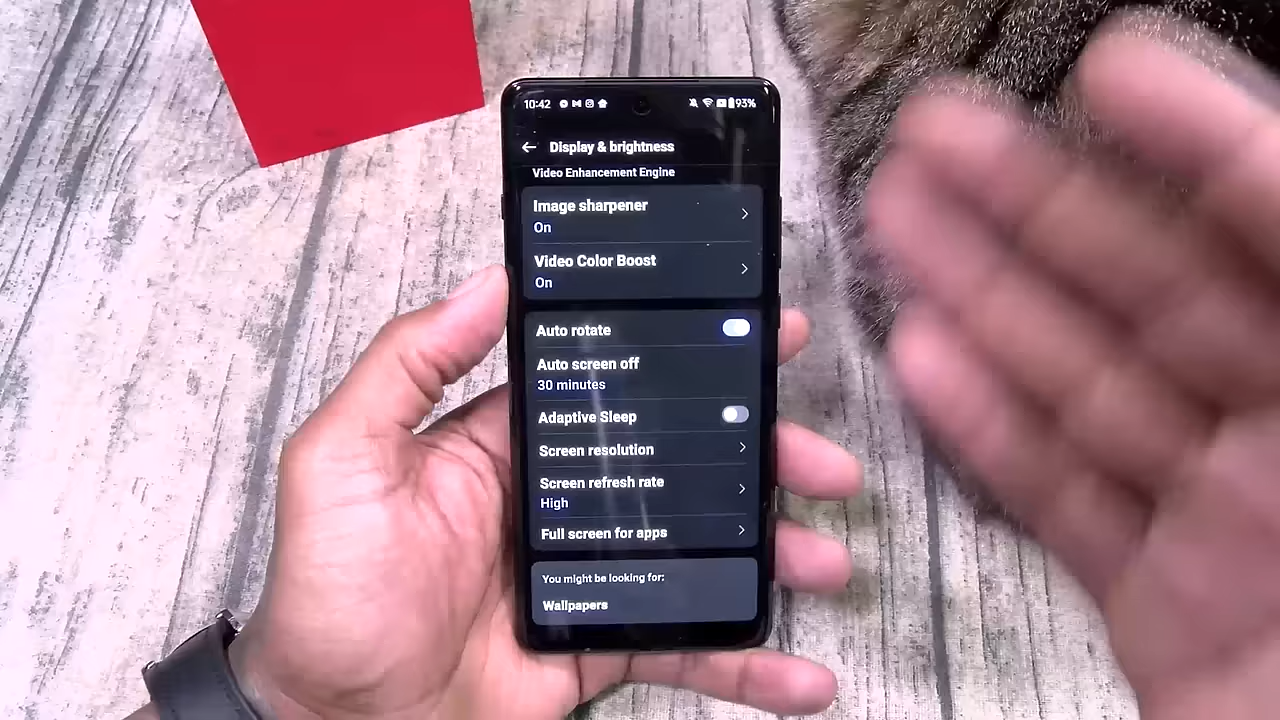 10:42 93%
Display & brightness
Video Enhancement Engine
Image sharpener
On
Video Color Boost
On
Auto rotate
Auto screen off
30 minutes
Adaptive Sleep
Screen resolution
Screen refresh rate
High
Full screen for apps
You might be looking for:
Wallpapers